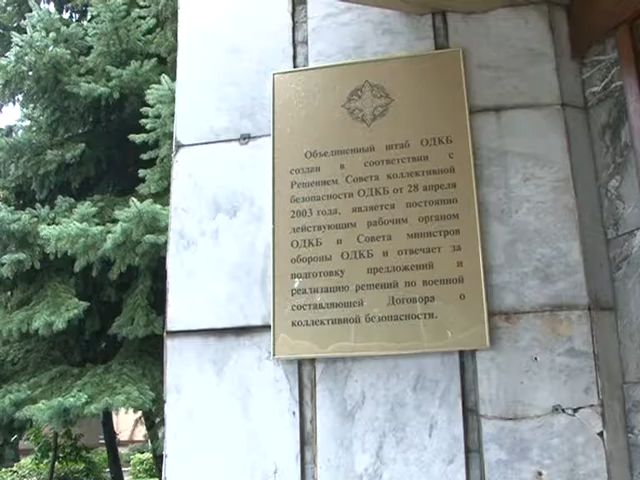 Объединенный штаб ОДКБ
создан в соответствии с
Решением Совета коллективной
безопасности ОДКБ от 28 апреля
2003 года, является постоянно
действующим рабочим органом
ОДКБ и Совета министров
обороны ОДКБ и отвечает за
подготовку предложений и
реализацию решений по военной
составляющей Договора о
коллективной безопасности.